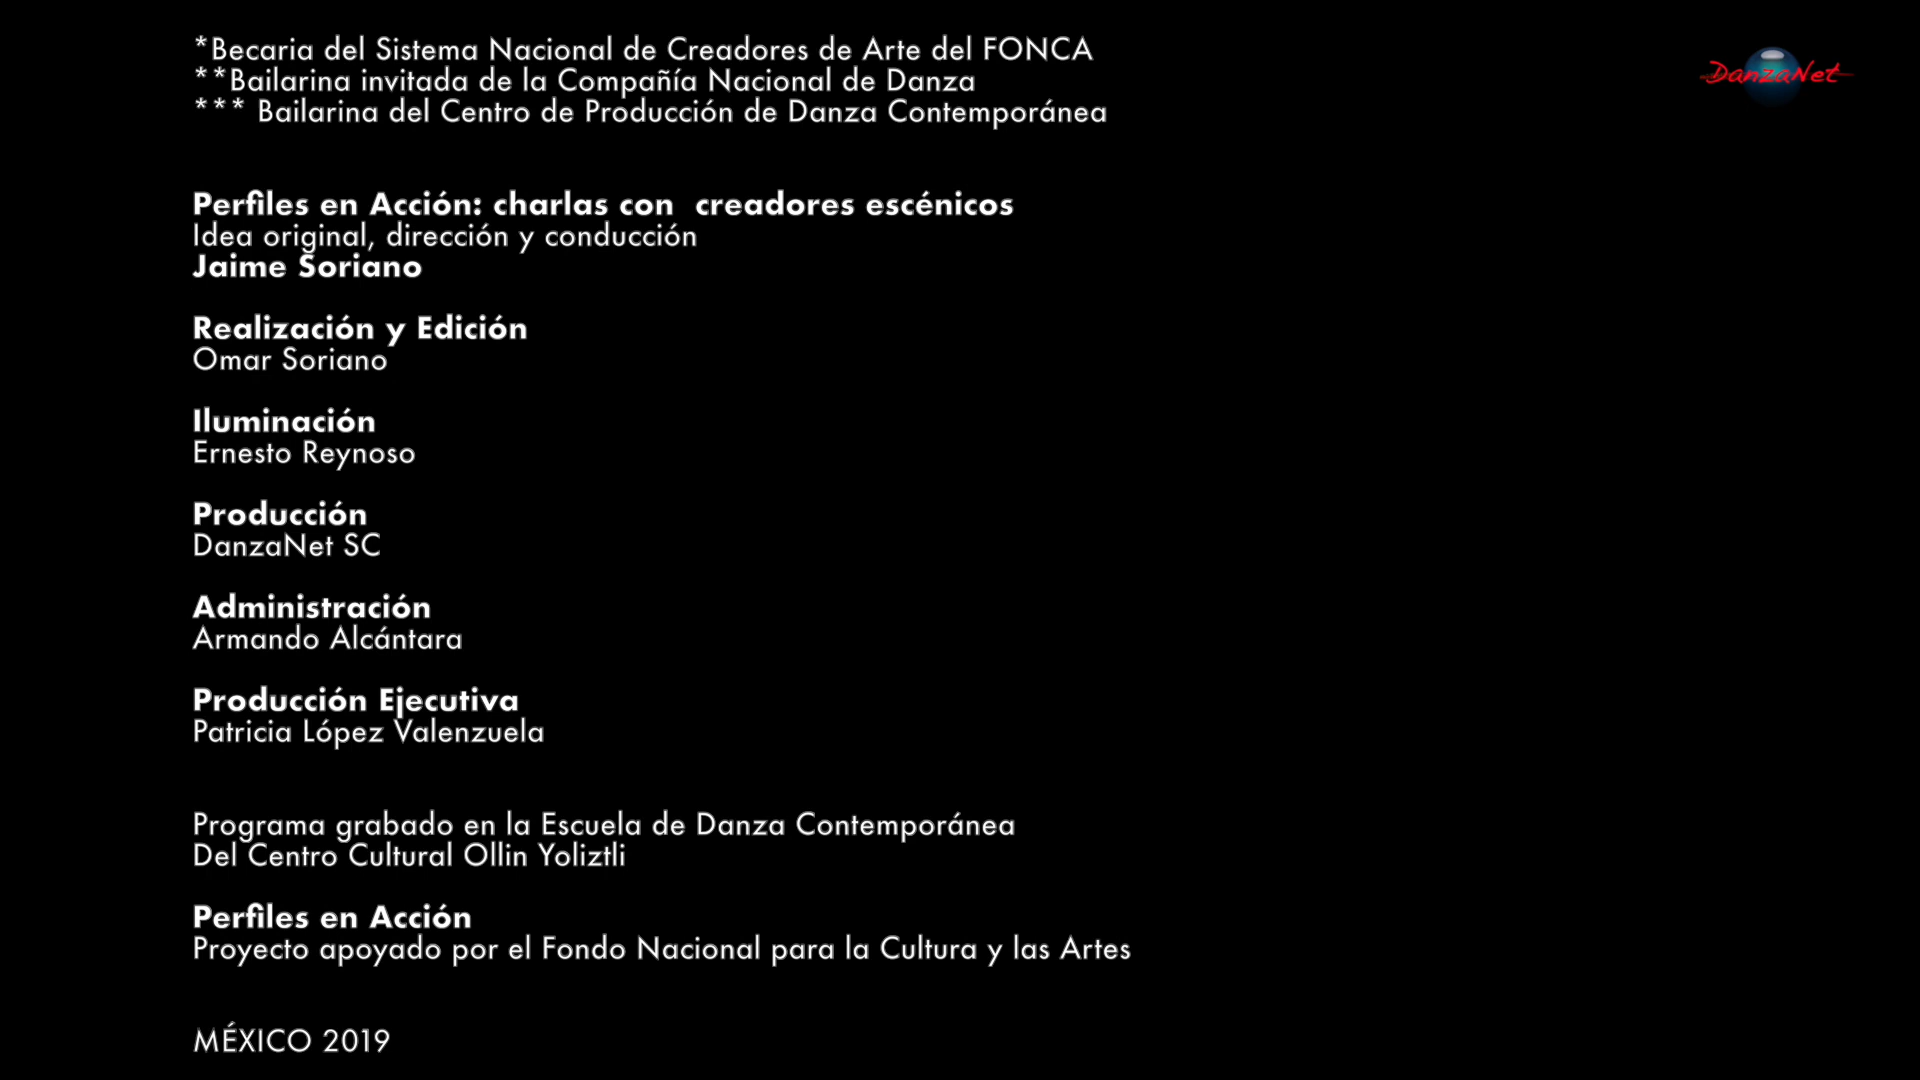 *Becaria del Sistema Nacional de Creadores de Arte del FONCA
**Bailarina invitada de la Compañía Nacional de Danza
*** Bailarina del Centro de Producción de Danza Contemporánea
DanzaNet
Perfiles en Acción: charlas con  creadores escénicos
Idea original, dirección y conducción
Jaime Soriano
Realización y Edición
Omar Soriano
Iluminación
Ernesto Reynoso
Producción
DanzaNet SC
Administración
Armando Alcántara
Producción Ejecutiva
Patricia López Valenzuela
Programa grabado en la Escuela de Danza Contemporánea
Del Centro Cultural Ollin Yoliztli
Perfiles en Acción
Proyecto apoyado por el Fondo Nacional para la Cultura y las Artes
MÉXICO 2019